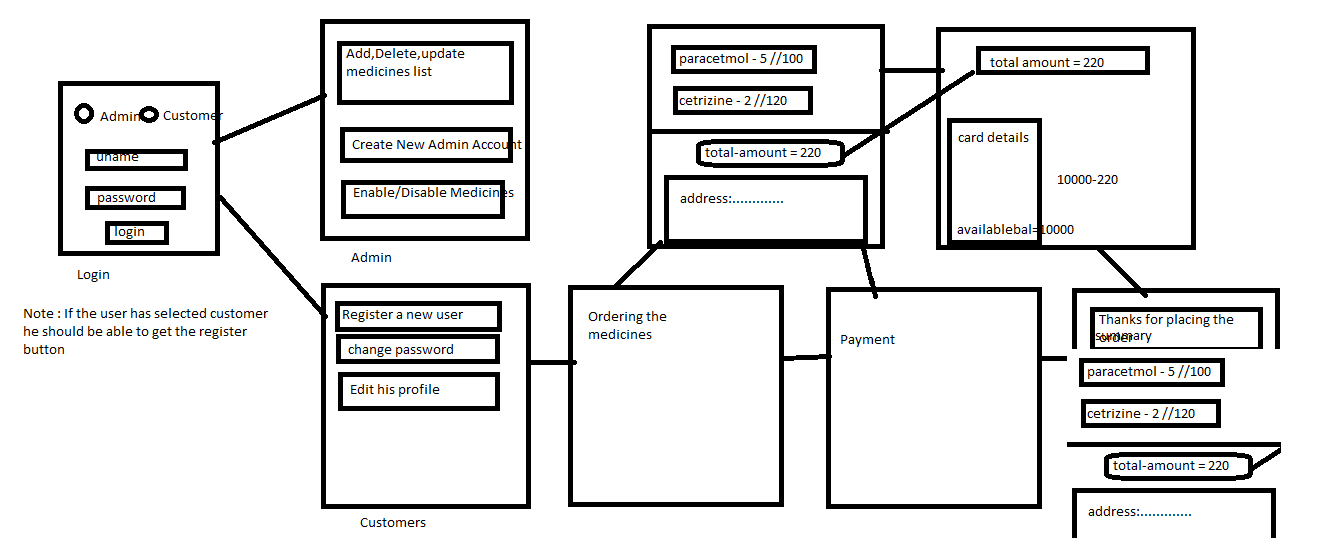 Admin
Customer
uname
password
login
Login
Note : If the user has selected customer
he should be able to get the register
button
Add,Delete,update
medicines list
Create New Admin Account
Enable/Disable Medicines
Admin
Register a new user
change password
Edit his profile
Customers
paracetmol - 5 //100
cetrizine - 2 //120
total-amount = 220
address:.............
Ordering the
medicines
total amount = 220
card details
10000-220
availablebal=10000
Payment
Thanks for placing the
order
summary
paracetmol - 5 //100
cetrizine - 2 //120
total-amount = 220
address:.............